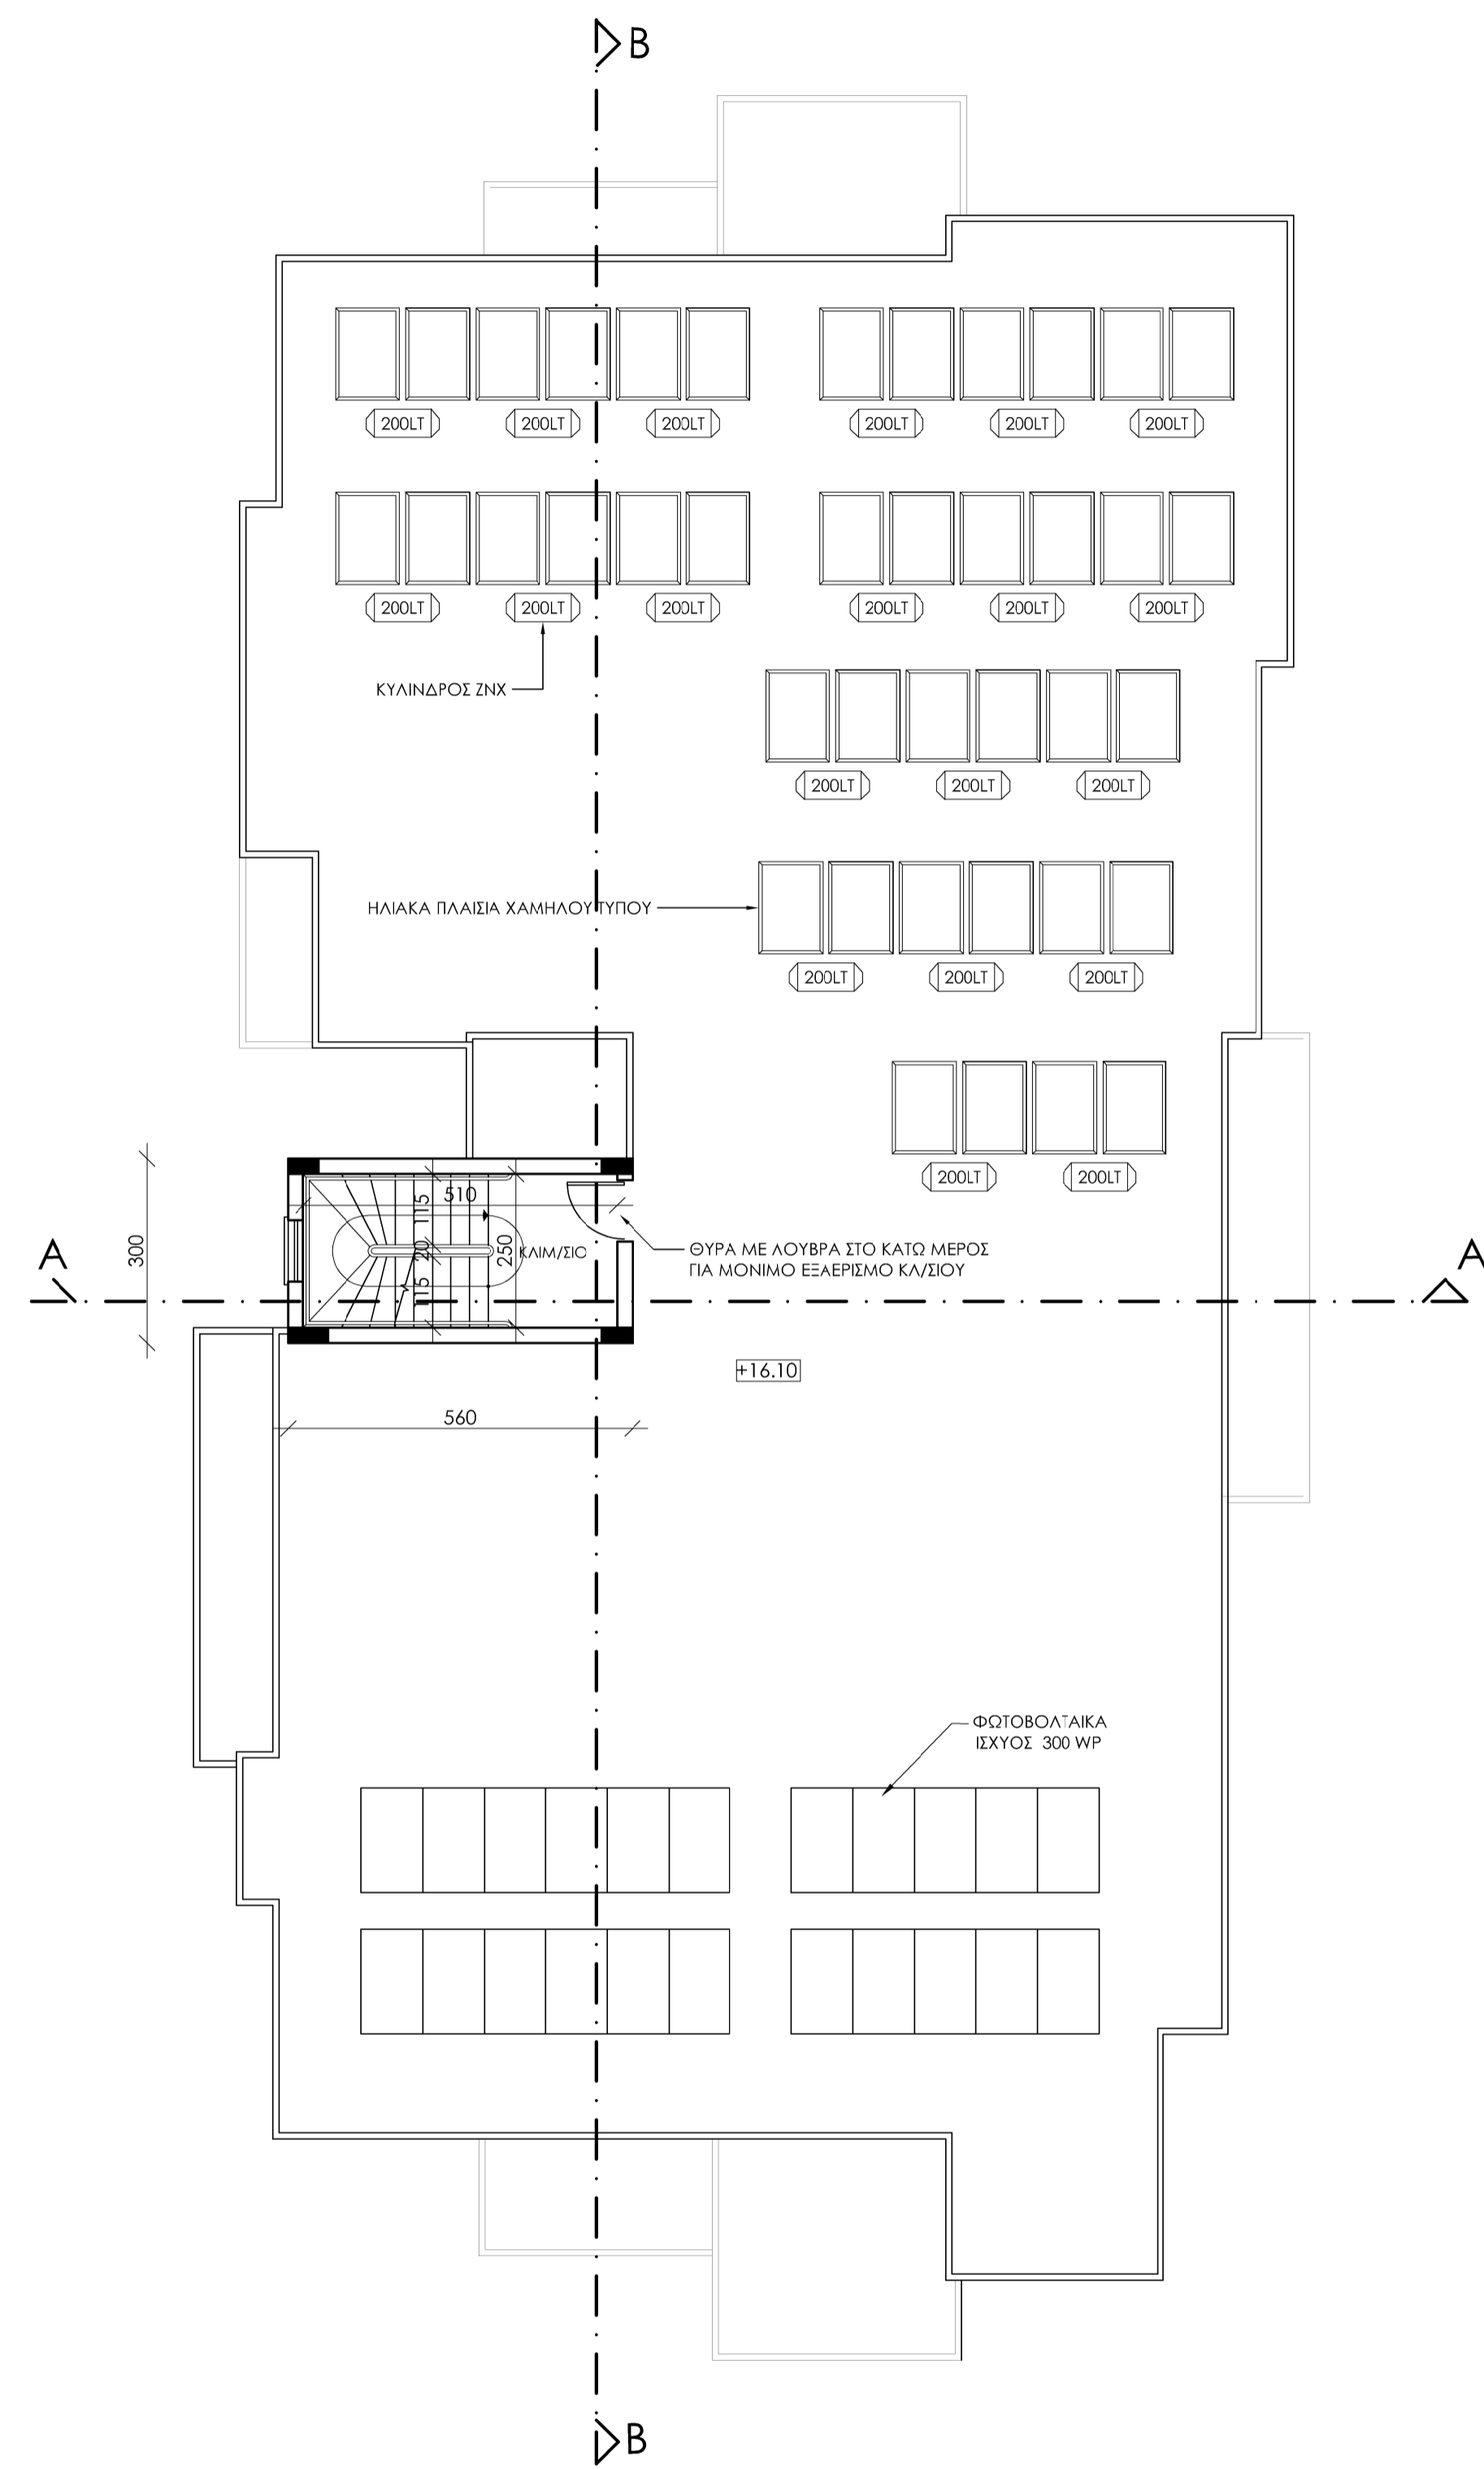 B
200LT 200LT 200LT 200LT 200LT 200LT
200LT 200LT 200LT 200LT 200LT 200LT
ΚΥΛΙΝΔΡΟΣ ΖΝΧ
200LT 200LT 200LT
ΗΛΙΑΚΑ ΠΛΑΙΣΙΑ ΧΑΜΗΛΟΥ ΤΥΠΟΥ
200LT 200LT 200LT
200LT 200LT
510
115
20
115
250
300
ΚΛΙΜ/ΣΙΟ
ΘΥΡΑ ΜΕ ΛΟΥΒΡΑ ΣΤΟ ΚΑΤΩ ΜΕΡΟΣ
ΓΙΑ ΜΟΝΙΜΟ ΕΞΑΕΡΙΣΜΟ ΚΛ/ΣΙΟΥ
A
A
+16.10
560
ΦΩΤΟΒΟΛΤΑΙΚΑ
ΙΣΧΥΟΣ 300 WP
B